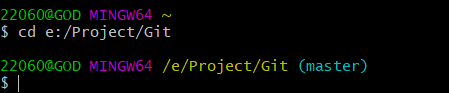 22060@GOD MINGW64 ~
$ cd e:/Project/Git
22060@GOD MINGW64 /e/Project/Git (master)
$